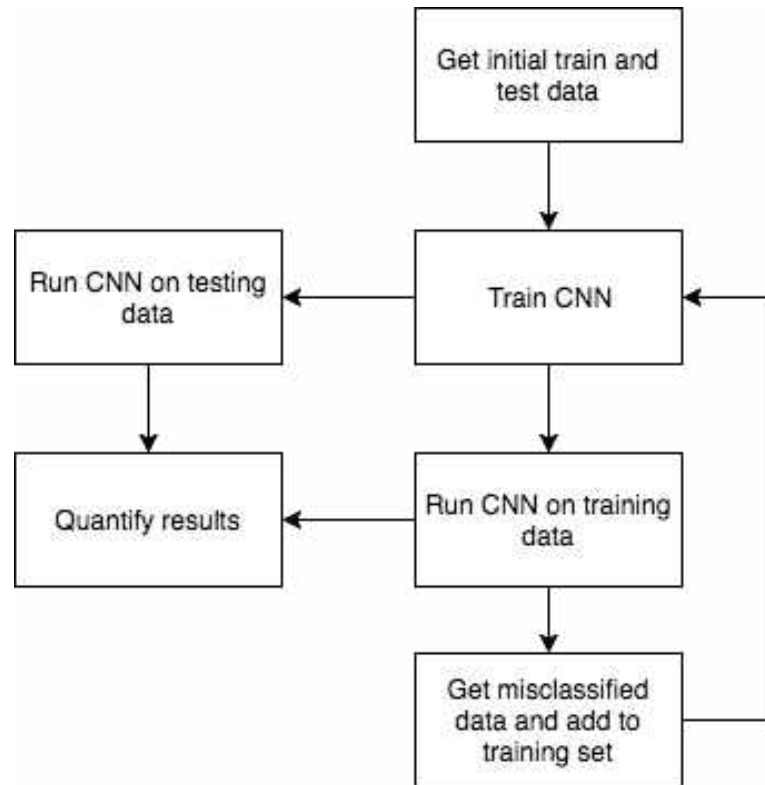 Get initial train and
test data
Run CNN on testing
data
Train CNN
Quantify results
Run CNN on training
data
Get misclassified
data and add to
training set